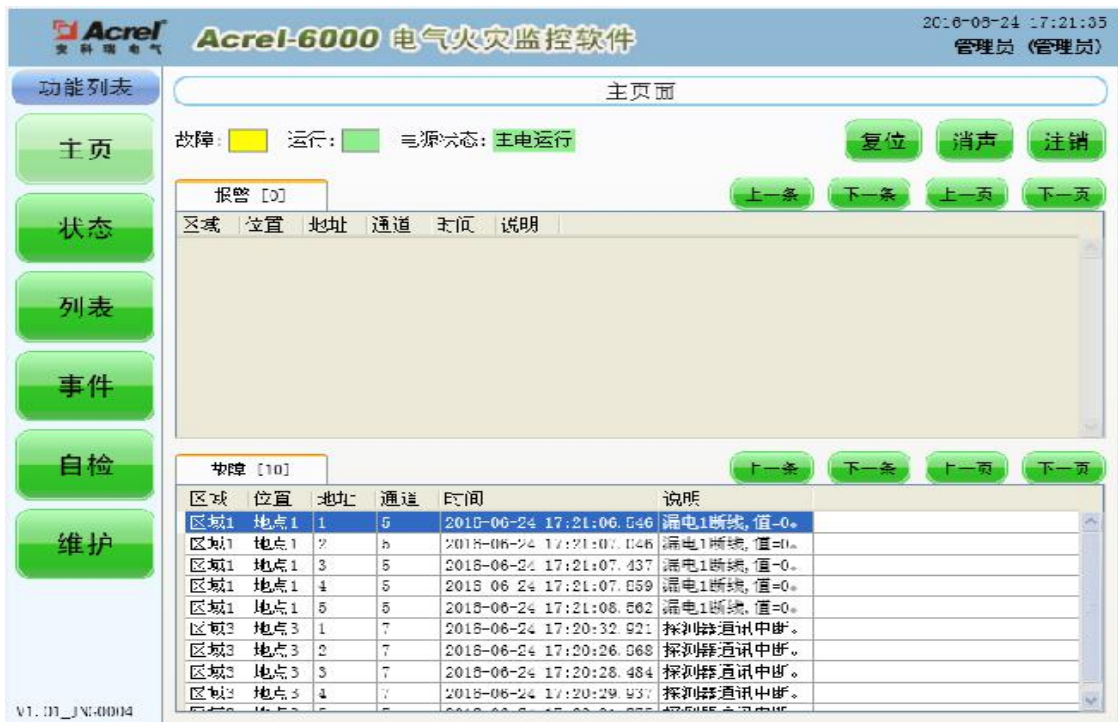 Acrel
安科瑞电气
Acrel-6000 电气火灾监控软件
2016-06-24 17:21:35
管理员 (管理员)
功能列表
主页面
主页
状态
列表
事件
自检
维护
故障: 运行: 电源状态: 主电运行
复位 消声 注销
报警 [0]
上一条 下一条 上一页 下一页
区域 位置 地址 通道 时间 说明
故障 [10]
上一条 下一条 上一页 下一页
区域 位置 地址 通道 时间 说明
区域1 地点1 1 5 2016-06-24 17:21:06.546 漏电1断线,值=0。
区域1 地点1 2 5 2016-06-24 17:21:07.046 漏电1断线,值=0。
区域1 地点1 3 5 2016-06-24 17:21:07.437 漏电1断线,值=0。
区域1 地点1 4 5 2016-06-24 17:21:07.859 漏电1断线,值=0。
区域1 地点1 5 5 2016-06-24 17:21:08.562 漏电1断线,值=0。
区域3 地点3 1 7 2016-06-24 17:20:32.921 探测器通讯中断。
区域3 地点3 2 7 2016-06-24 17:20:26.968 探测器通讯中断。
区域3 地点3 3 7 2016-06-24 17:20:28.484 探测器通讯中断。
区域3 地点3 4 7 2016-06-24 17:20:29.937 探测器通讯中断。